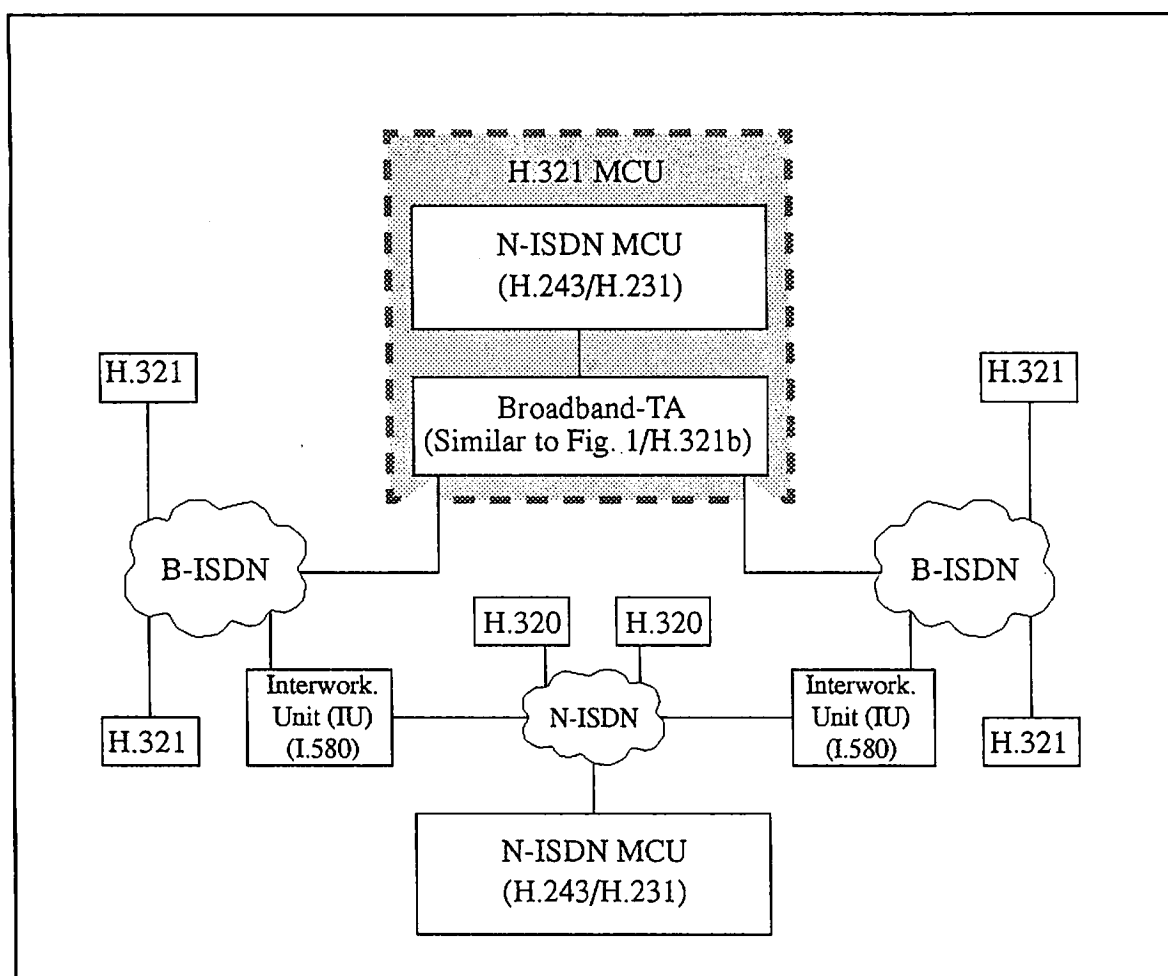 H.321 MCU
N-ISDN MCU
(H.243/H.231)
H.321
H.321
Broadband-TA
(Similar to Fig. 1/H.321b)
B-ISDN
B-ISDN
H.320
H.320
Interwork.
Unit (IU)
(I.580)
N-ISDN
Interwork.
Unit (IU)
(I.580)
H.321
H.321
N-ISDN MCU
(H.243/H.231)